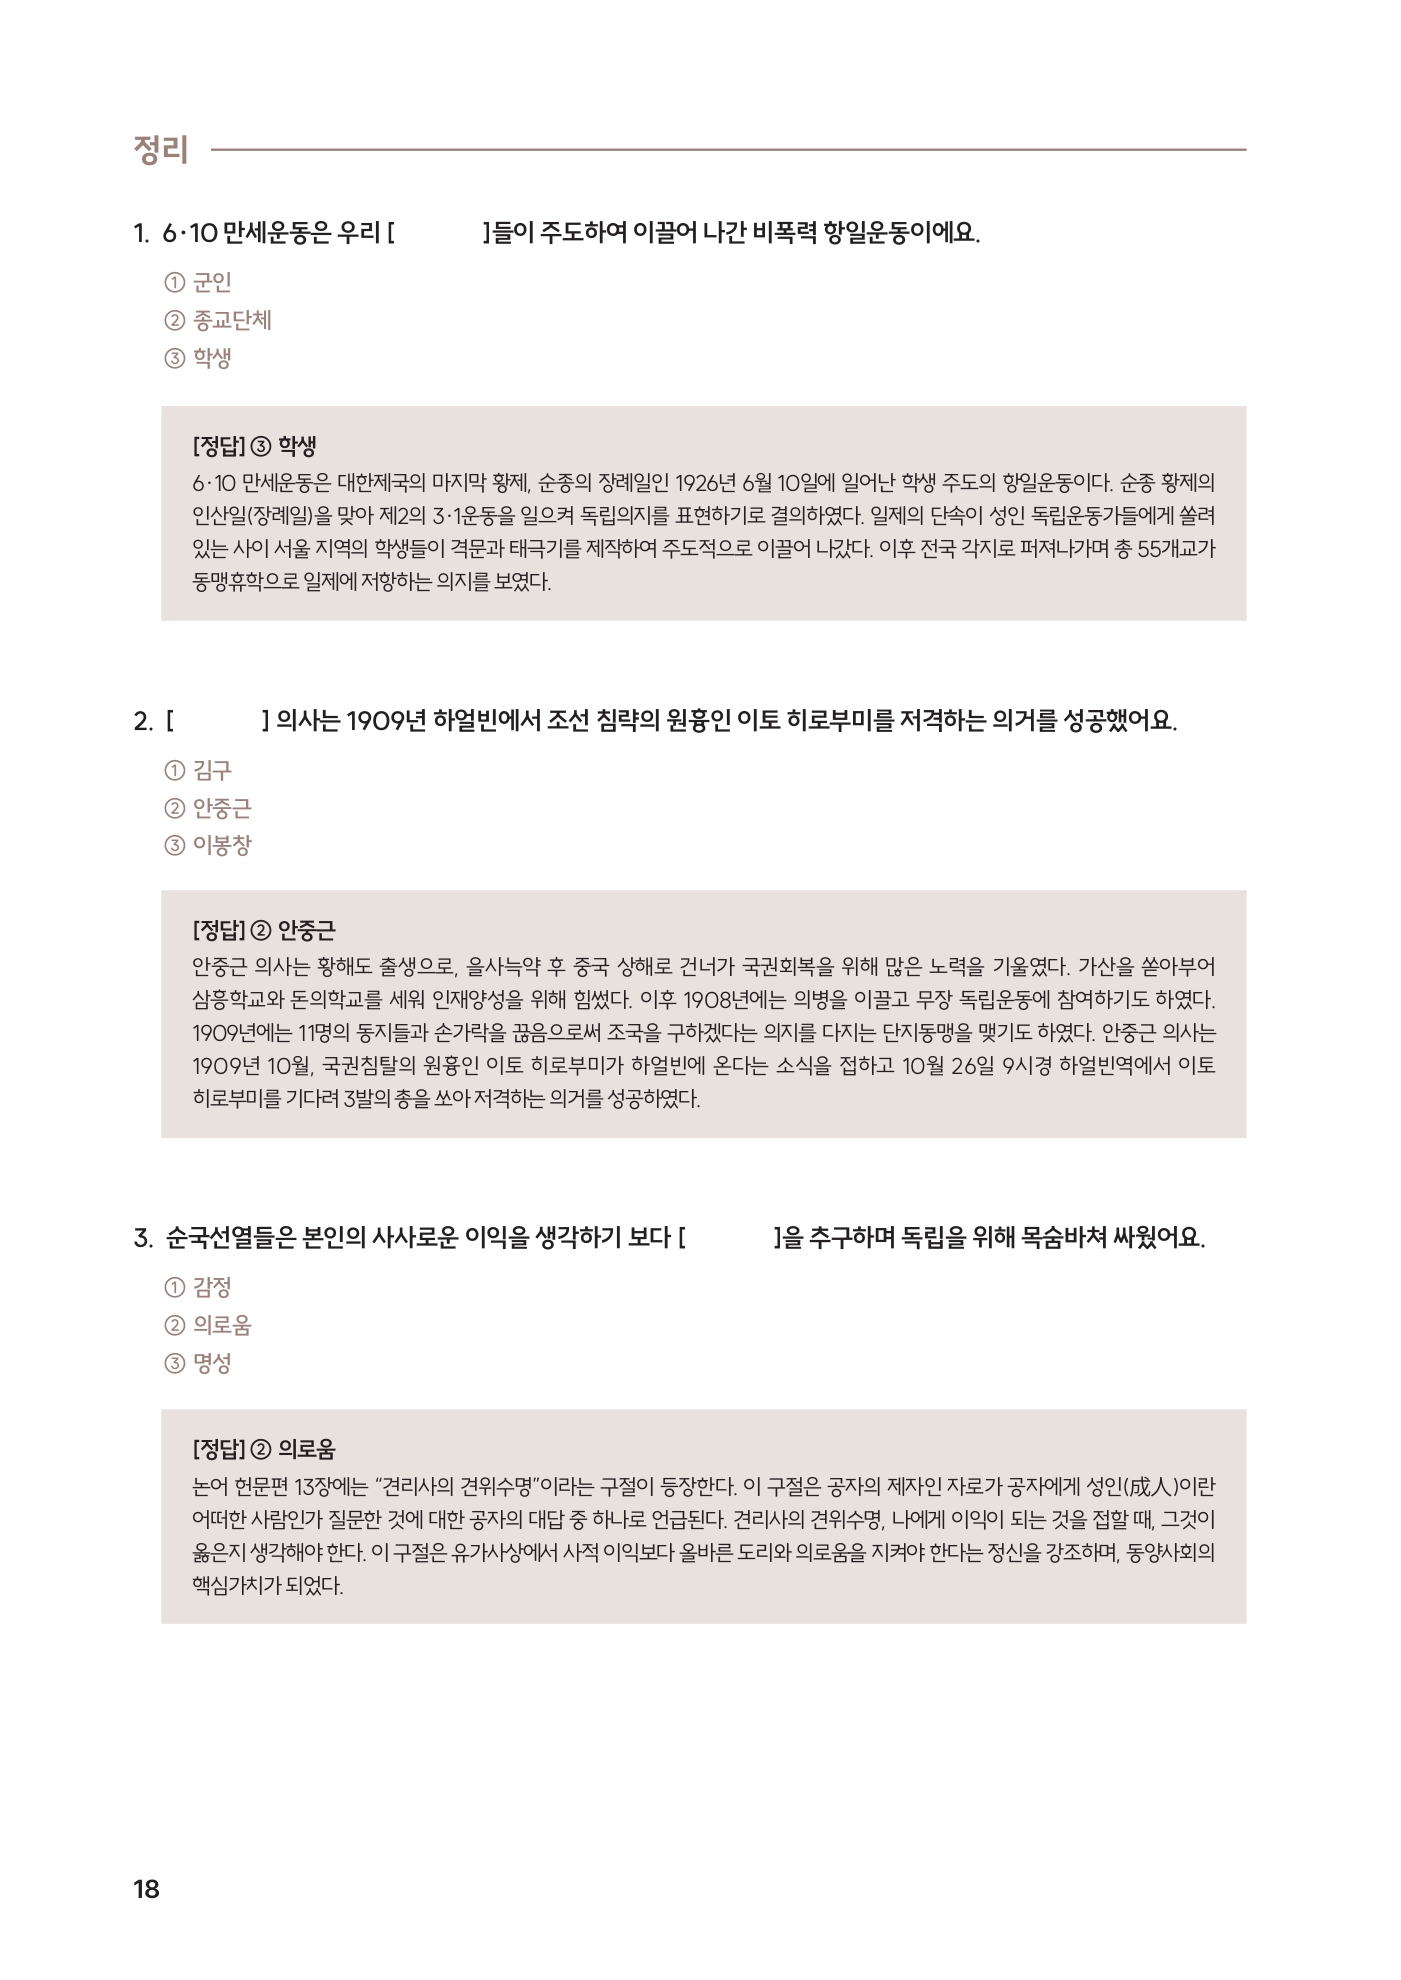 정리
1. 6·10 만세운동은 우리 [ ]들이 주도하여 이끌어 나간 비폭력 항일운동이에요.
① 군인
② 종교단체
③ 학생
[정답] ③ 학생
6·10 만세운동은 대한제국의 마지막 황제, 순종의 장례일인 1926년 6월 10일에 일어난 학생 주도의 항일운동이다. 순종 황제의
인산일(장례일)을 맞아 제2의 3·1운동을 일으켜 독립의지를 표현하기로 결의하였다. 일제의 단속이 성인 독립운동가들에게 쏠려
있는 사이 서울 지역의 학생들이 격문과 태극기를 제작하여 주도적으로 이끌어 나갔다. 이후 전국 각지로 퍼져나가며 총 55개교가
동맹휴학으로 일제에 저항하는 의지를 보였다.
2. [ ] 의사는 1909년 하얼빈에서 조선 침략의 원흉인 이토 히로부미를 저격하는 의거를 성공했어요.
① 김구
② 안중근
③ 이봉창
[정답] ② 안중근
안중근 의사는 황해도 출생으로, 을사늑약 후 중국 상해로 건너가 국권회복을 위해 많은 노력을 기울였다. 가산을 쏟아부어
삼흥학교와 돈의학교를 세워 인재양성을 위해 힘썼다. 이후 1908년에는 의병을 이끌고 무장 독립운동에 참여하기도 하였다.
1909년에는 11명의 동지들과 손가락을 끊음으로써 조국을 구하겠다는 의지를 다지는 단지동맹을 맺기도 하였다. 안중근 의사는
1909년 10월, 국권침탈의 원흉인 이토 히로부미가 하얼빈에 온다는 소식을 접하고 10월 26일 9시경 하얼빈역에서 이토
히로부미를 기다려 3발의 총을 쏘아 저격하는 의거를 성공하였다.
3. 순국선열들은 본인의 사사로운 이익을 생각하기 보다 [ ]을 추구하며 독립을 위해 목숨바쳐 싸웠어요.
① 감정
② 의로움
③ 명성
[정답] ② 의로움
논어 헌문편 13장에는 “견리사의 견위수명”이라는 구절이 등장한다. 이 구절은 공자의 제자인 자로가 공자에게 성인(成人)이란
어떠한 사람인가 질문한 것에 대한 공자의 대답 중 하나로 언급된다. 견리사의 견위수명, 나에게 이익이 되는 것을 접할 때, 그것이
옳은지 생각해야 한다. 이 구절은 유가사상에서 사적 이익보다 올바른 도리와 의로움을 지켜야 한다는 정신을 강조하며, 동양사회의
핵심가치가 되었다.
18